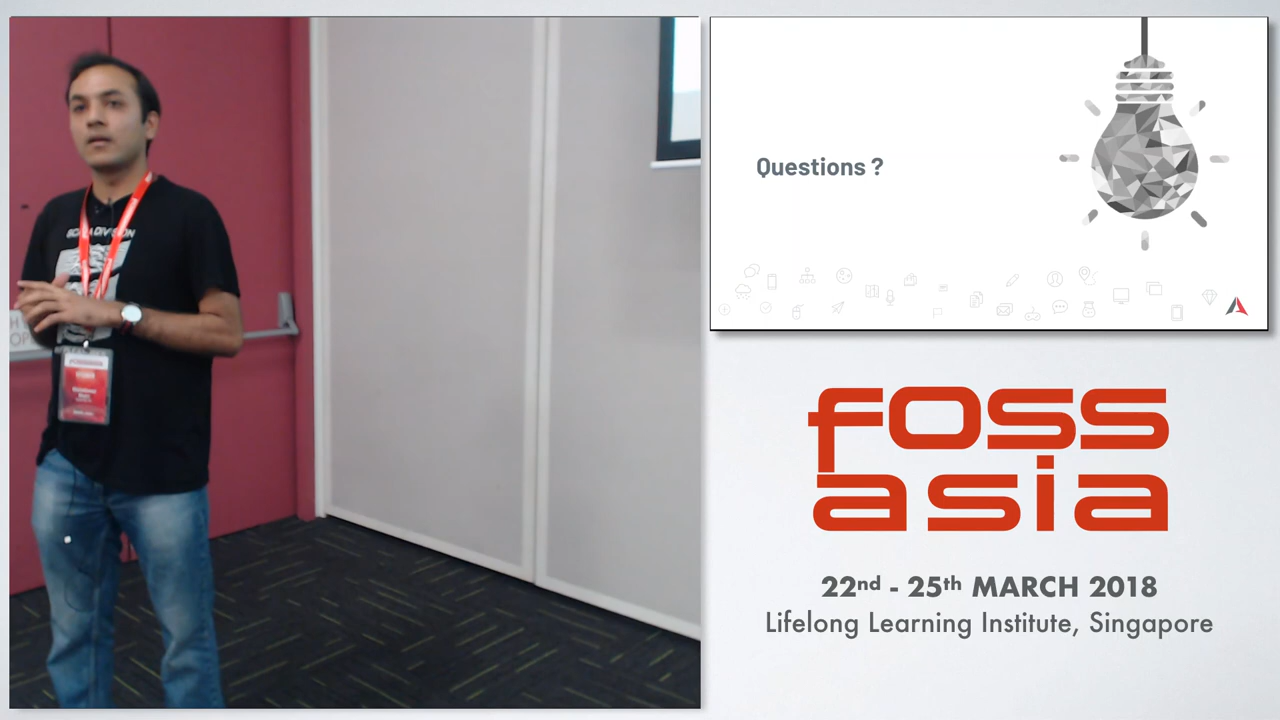 Questions ?
foss
asia
22nd - 25th MARCH 2018
Lifelong Learning Institute, Singapore